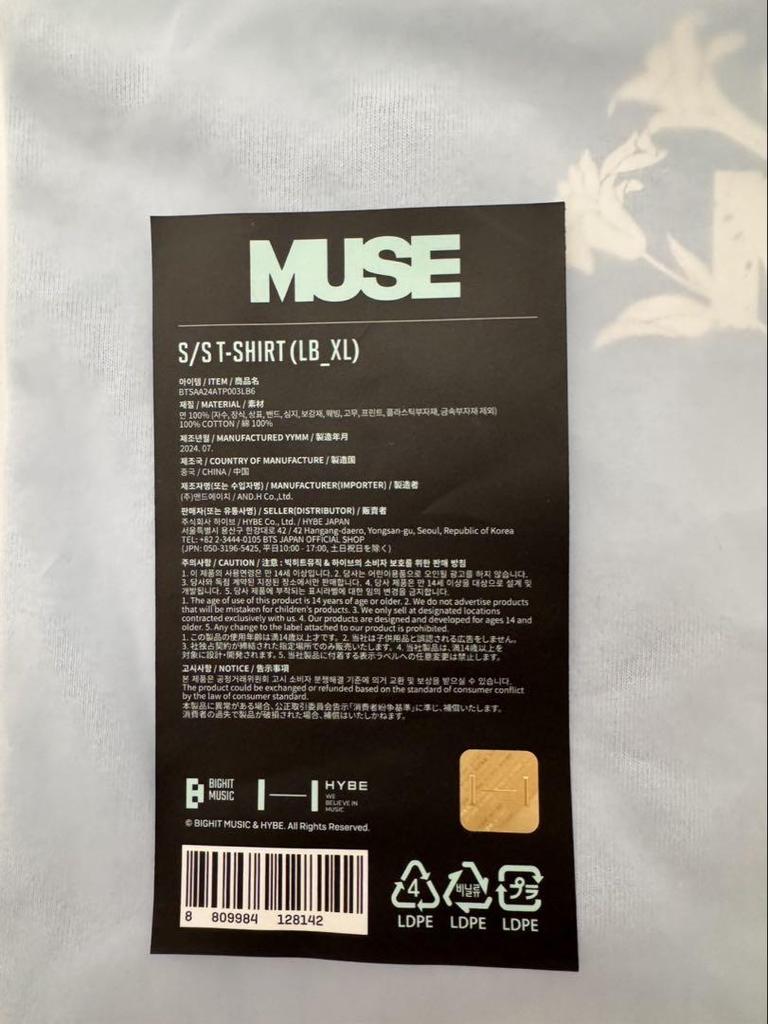 MUSE
S/S T-SHIRT (LB_XL)
아이템 / ITEM / 商品名
BTSAA24ATP003LB6
재질 / MATERIAL / 素材
면 100% (자수, 장식, 상표, 밴드, 심지, 보강재, 웨빙, 고무, 프린트, 플라스틱부자재, 금속부자재 제외)
100% COTTON / 綿 100%
제조년월 / MANUFACTURED YYMM / 製造年月
2024. 07.
제조국 / COUNTRY OF MANUFACTURE / 製造国
중국 / CHINA / 中国
제조자명(또는 수입자명) / MANUFACTURER(IMPORTER) / 製造者
(주)앤드에이치 / AND.H Co.,Ltd.
판매자(또는 유통사명) / SELLER(DISTRIBUTOR) / 販売者
주식회사 하이브 / HYBE Co., Ltd. / HYBE JAPAN
서울특별시 용산구 한강대로 42 / 42 Hangang-daero, Yongsan-gu, Seoul, Republic of Korea
TEL: +82 2-3444-0105 BTS JAPAN OFFICIAL SHOP
(JPN: 050-3196-5425, 平日10:00 - 17:00, 土日祝日を除く)
주의사항 / CAUTION / 注意 : 빅히트뮤직 & 하이브의 소비자 보호를 위한 판매 방침
1. 이 제품의 사용연령은 만 14세 이상입니다. 2. 당사는 어린이용품으로 오인될 광고를 하지 않습니다.
3. 당사와 독점 계약된 지정된 장소에서만 판매합니다. 4. 당사 제품은 만 14세 이상을 대상으로 설계 및
개발됩니다. 5. 당사 제품에 부착되는 표시라벨에 대한 임의 변경을 금지합니다.
1. The age of use of this product is 14 years of age or older. 2. We do not advertise products
that will be mistaken for children's products. 3. We only sell at designated locations
contracted exclusively with us. 4. Our products are designed and developed for ages 14 and
older. 5. Any change to the label attached to our product is prohibited.
1. この製品の使用年齢は満14歳以上才です。2. 当社は子供用品と誤認される広告をしません。
3. 社独占契約が締結された指定場所でのみ販売いたします。4. 当社製品は、満14歳以上を
対象に設計・開発されます。5. 当社製品に付着する表示ラベルへの任意変更は禁止します。
고시사항 / NOTICE / 告示事項
본 제품은 공정거래위원회 고시 소비자 분쟁해결 기준에 의거 교환 및 보상을 받으실 수 있습니다.
The product could be exchanged or refunded based on the standard of consumer conflict
by the law of consumer standard.
本製品に異常がある場合、公正取引委員会告示「消費者紛争基準」に準じ、補償いたします。
消費者の過失で製品が破損された場合、補償はいたしかねます。
BIGHIT
MUSIC
HYBE
WE
BELIEVE IN
MUSIC
© BIGHIT MUSIC & HYBE. All Rights Reserved.
8 809984 128142
4
LDPE
비닐류
LDPE
プラ
LDPE